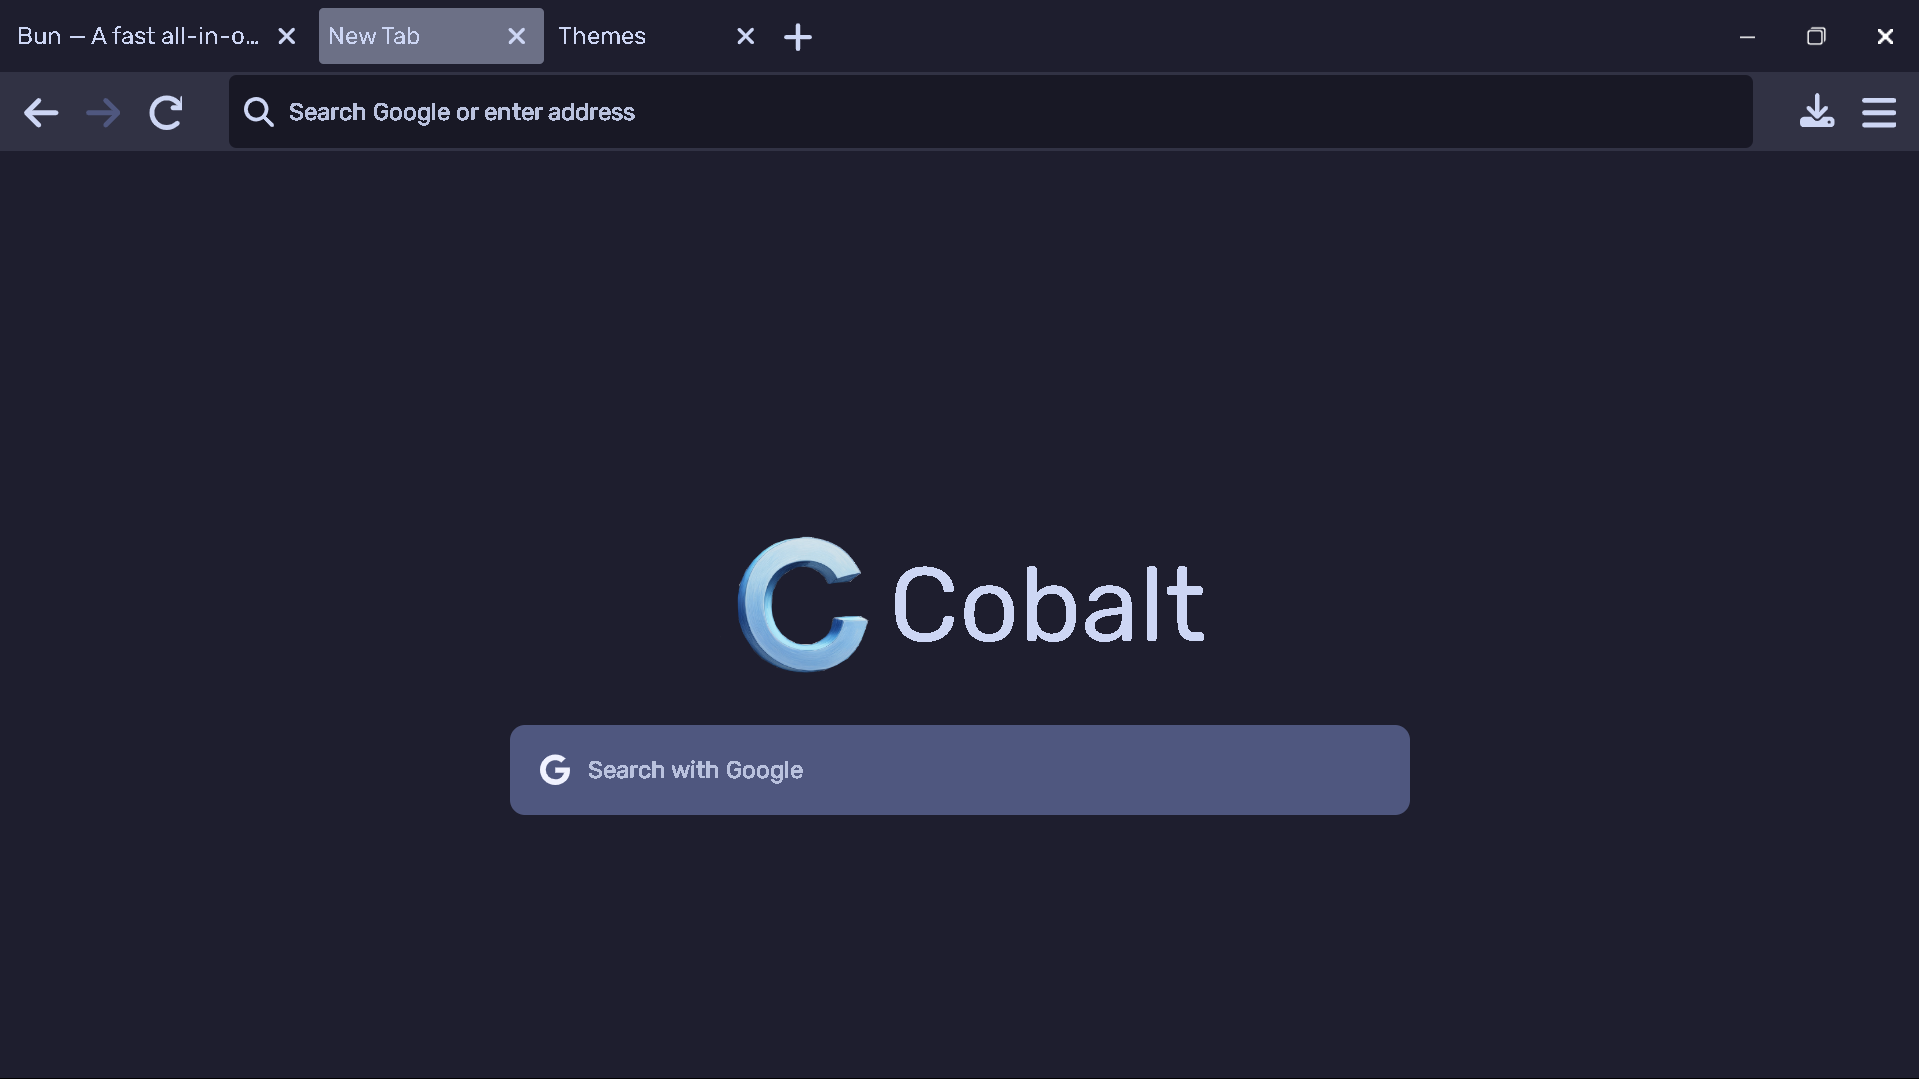 Bun — A fast all-in-o...
New Tab
Themes
Search Google or enter address
Cobalt
Search with Google